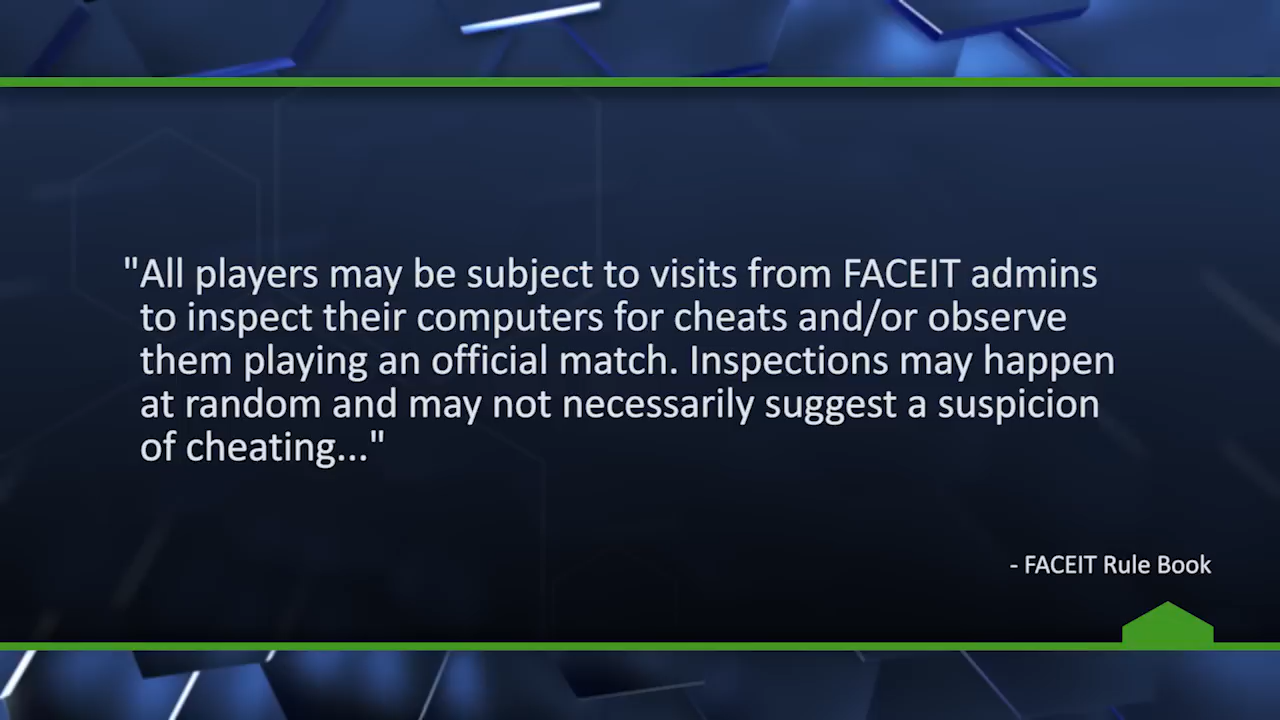 "All players may be subject to visits from FACEIT admins
to inspect their computers for cheats and/or observe
them playing an official match. Inspections may happen
at random and may not necessarily suggest a suspicion
of cheating..."
- FACEIT Rule Book